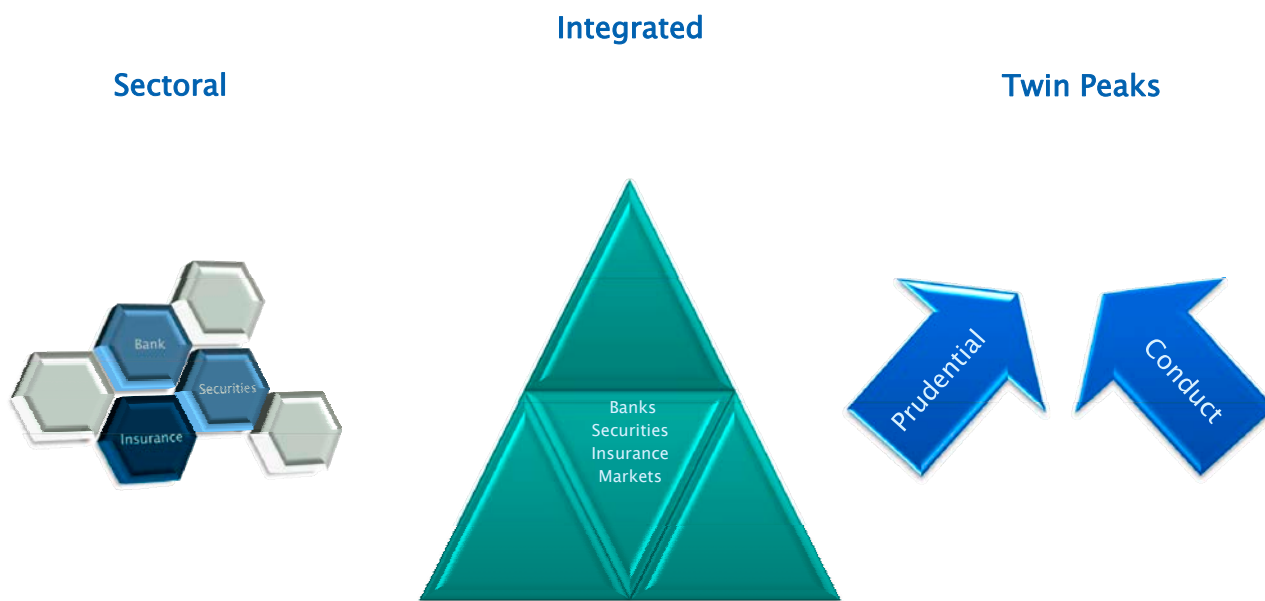 Integrated
Sectoral
Twin Peaks
Bank
Securities
Insurance
Banks
Securities
Insurance
Markets
Prudential
Conduct